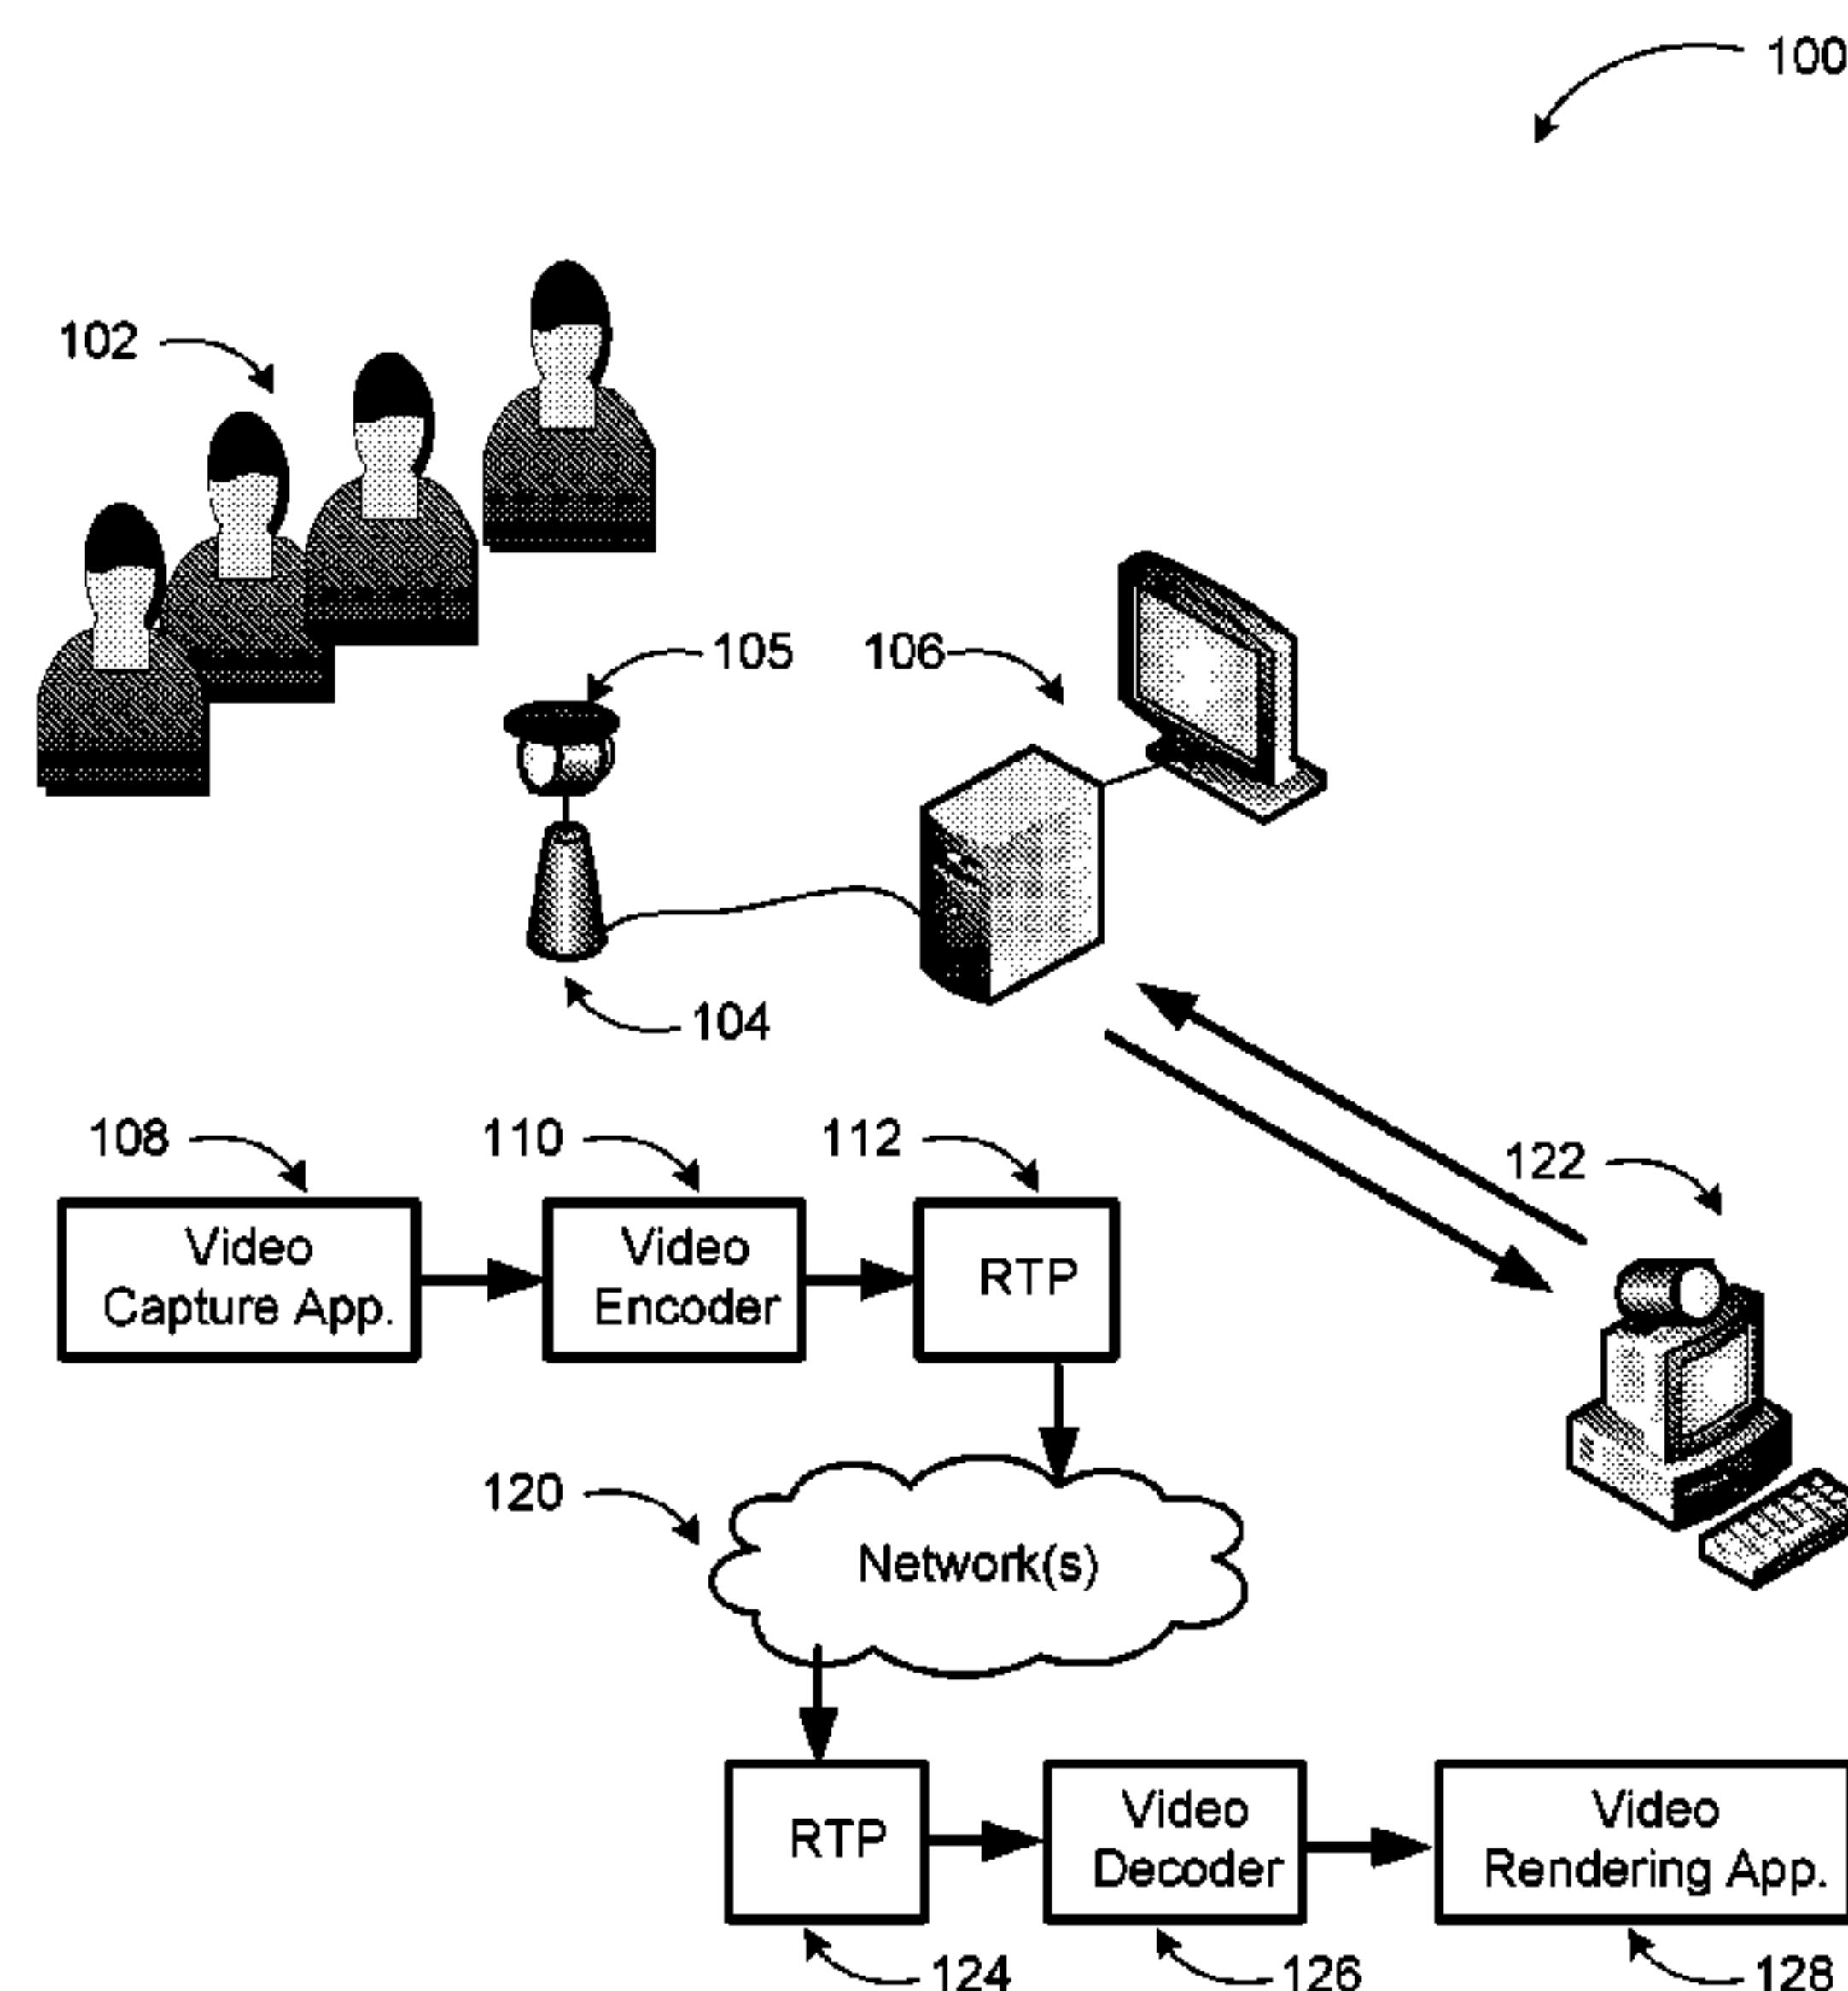 100
102
105
106
104
108
110
112
122
Video
Capture App.
Video
Encoder
RTP
120
Network(s)
RTP
Video
Decoder
Video
Rendering App.
124
126
128